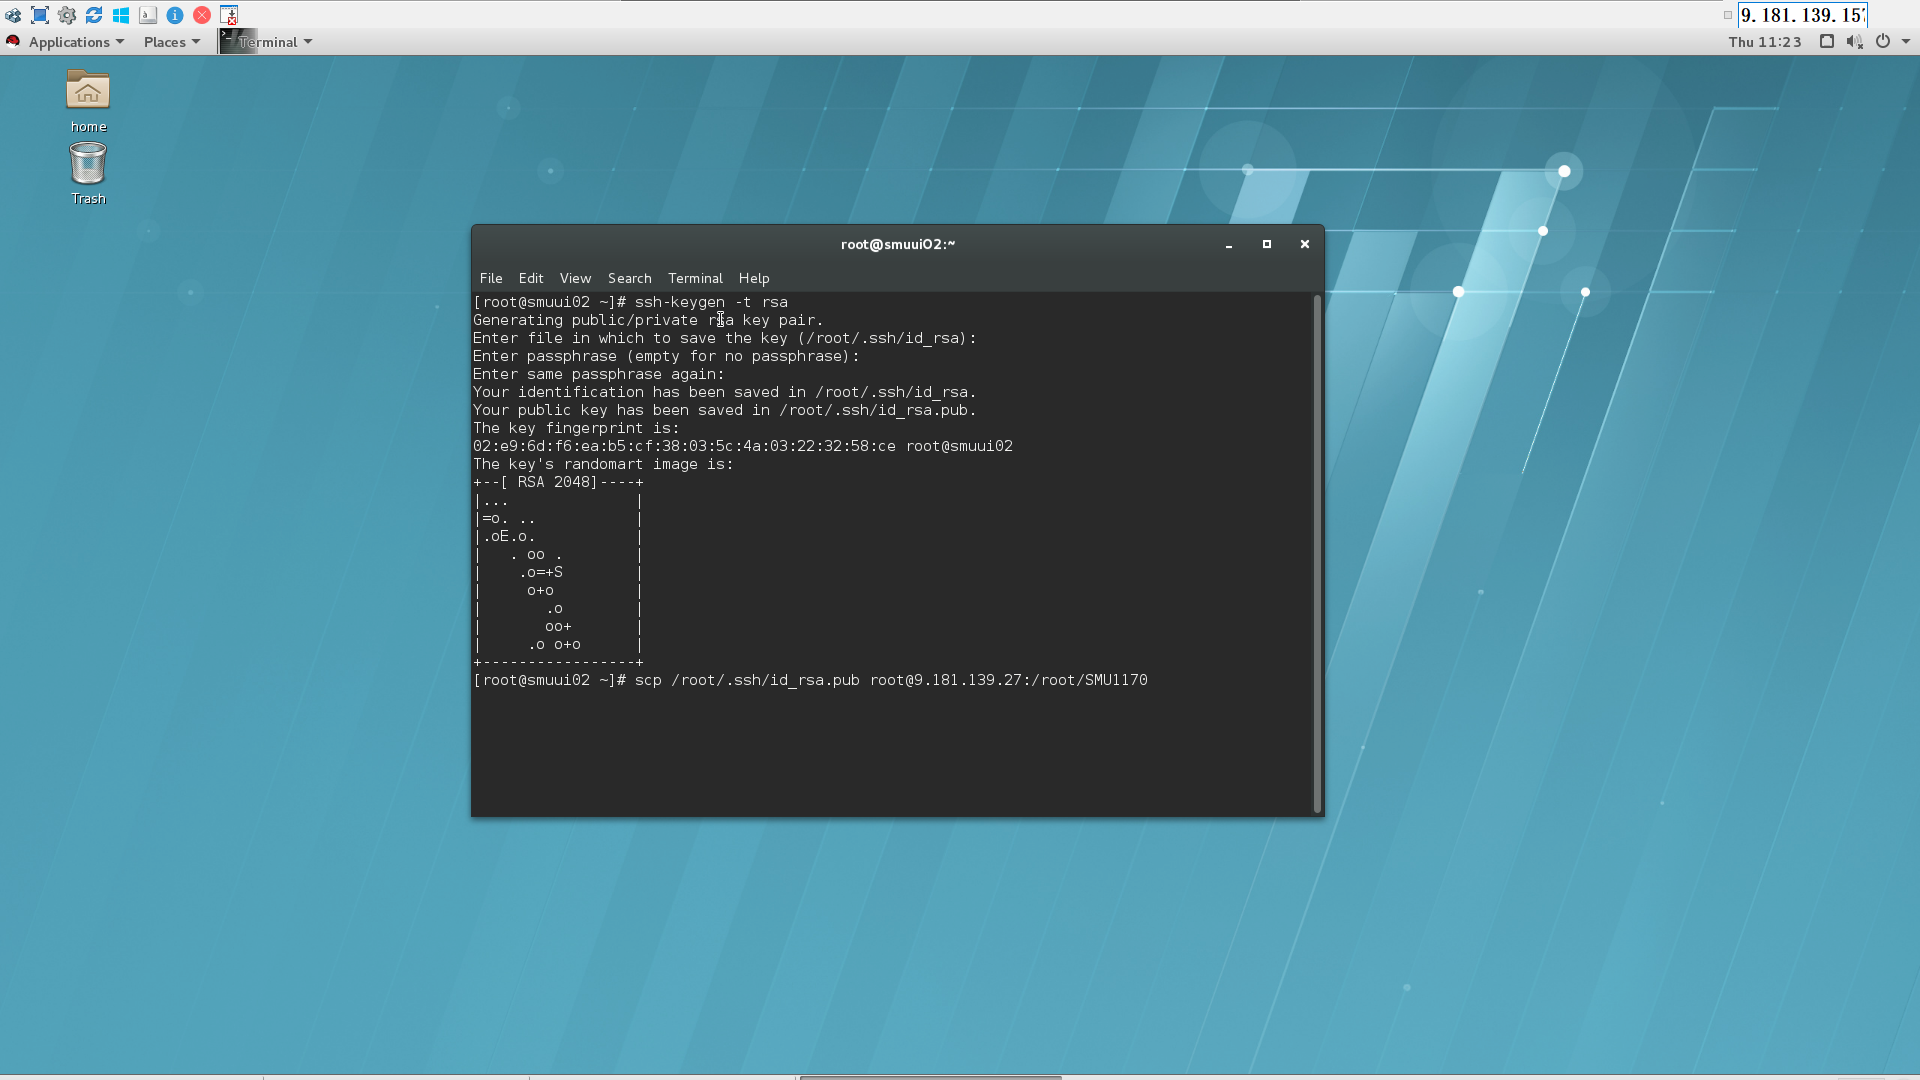 9.181.139.15
Applications Places Terminal Thu 11:23
home
Trash
root@smuui02:~
File Edit View Search Terminal Help
[root@smuui02 ~]# ssh-keygen -t rsa
Generating public/private rsa key pair.
Enter file in which to save the key (/root/.ssh/id_rsa):
Enter passphrase (empty for no passphrase):
Enter same passphrase again:
Your identification has been saved in /root/.ssh/id_rsa.
Your public key has been saved in /root/.ssh/id_rsa.pub.
The key fingerprint is:
02:e9:6d:f6:ea:b5:cf:38:03:5c:4a:03:22:32:58:ce root@smuui02
The key's randomart image is:
+--[ RSA 2048]----+
|...              |
|=o. ..           |
|.oE.o.           |
|   . oo .        |
|    .o=+S        |
|     o+o         |
|       .o        |
|       oo+       |
|     .o o+o      |
+-----------------+
[root@smuui02 ~]# scp /root/.ssh/id_rsa.pub root@9.181.139.27:/root/SMU1170